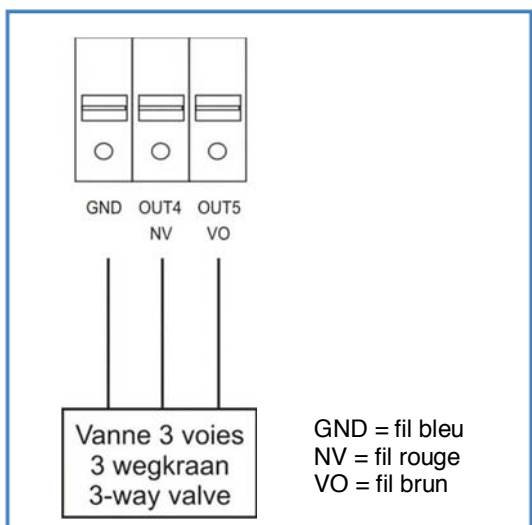 GND OUT4 OUT5
NV VO
Vanne 3 voies
3 wegkraan
3-way valve
GND = fil bleu
NV = fil rouge
VO = fil brun